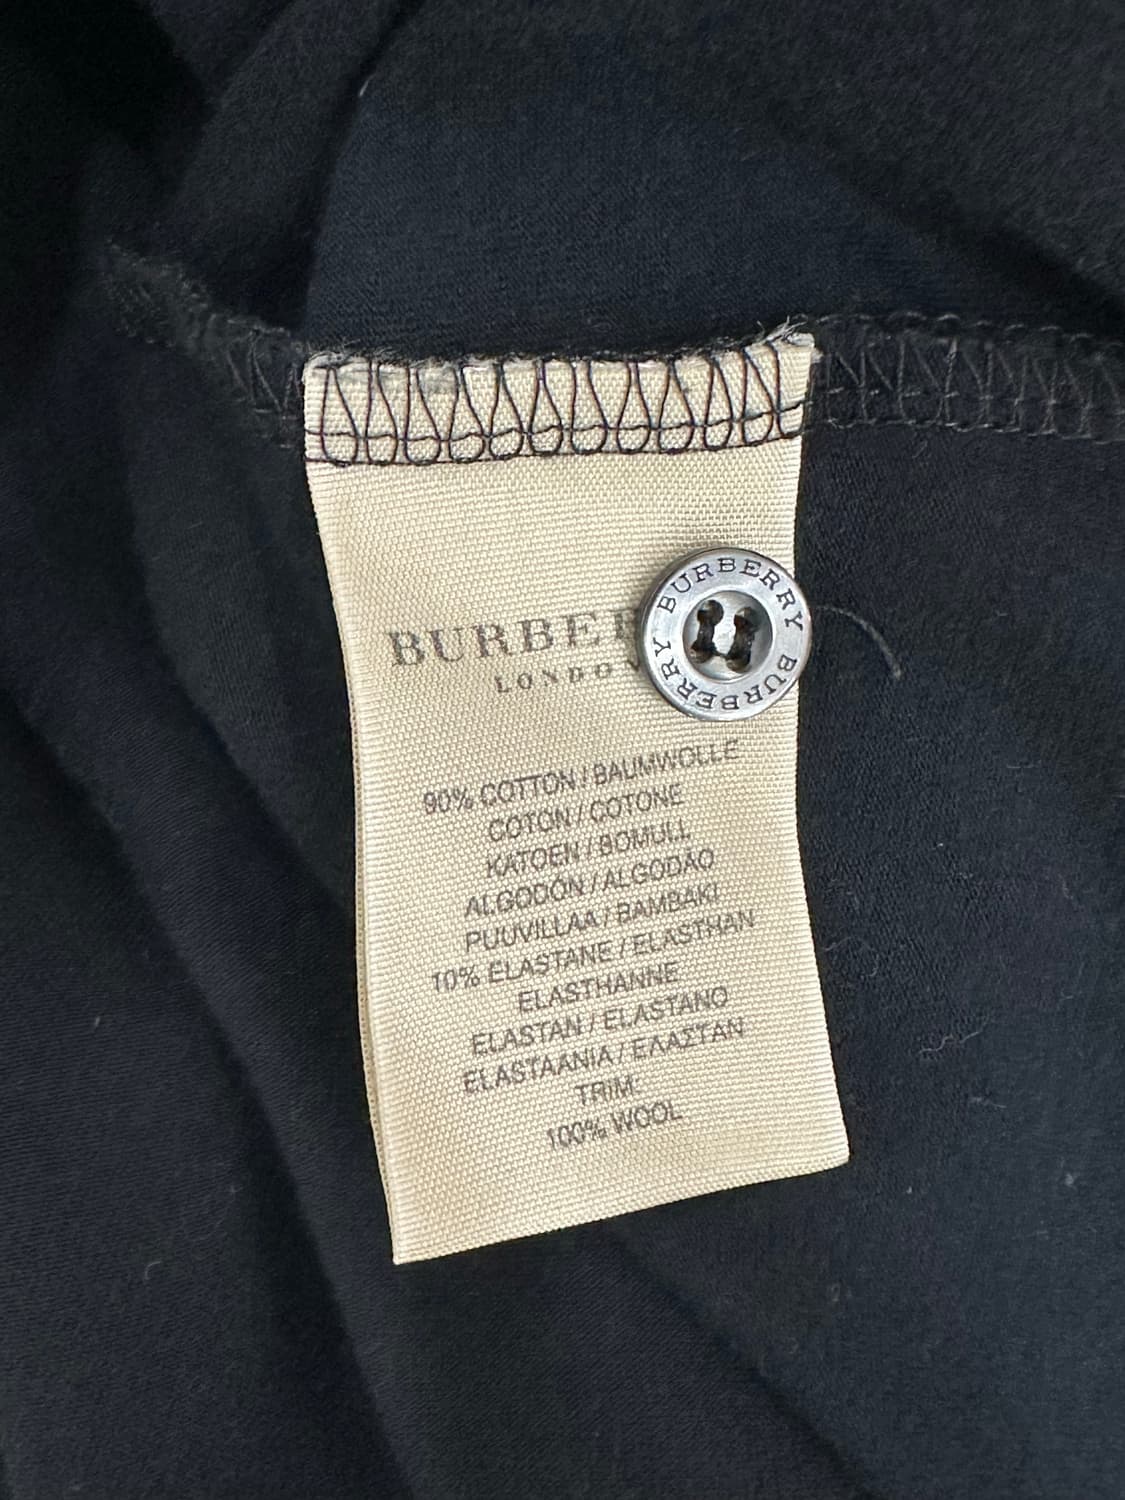 BURBER
LONDO
BURBERRY BURBERRY
90% COTTON / BAUMWOLLE
COTON / COTONE
KATOEN / BOMULL
ALGODÓN / ALGODÃO
PUUVILLAA / BAMBAKI
10% ELASTANE / ELASTHAN
ELASTHANNE
ELASTAN / ELASTANO
ELASTAANIA / ΕΛΑΣΤΑΝ
TRIM:
100% WOOL